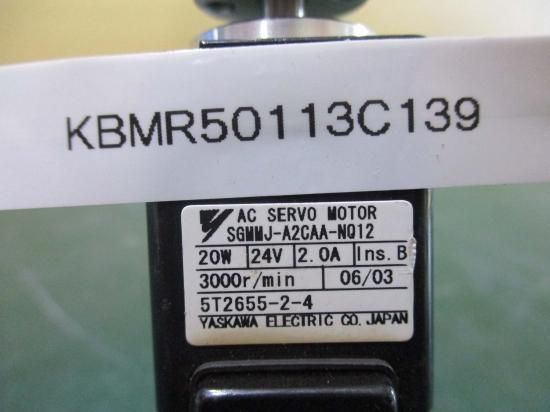 KBMR50113C139
AC SERVO MOTOR
SGMMJ-A2CAA-NQ12
20W 24V 2.0A Ins. B
3000r/min 06/03
5T2655-2-4
YASKAWA ELECTRIC CO. JAPAN